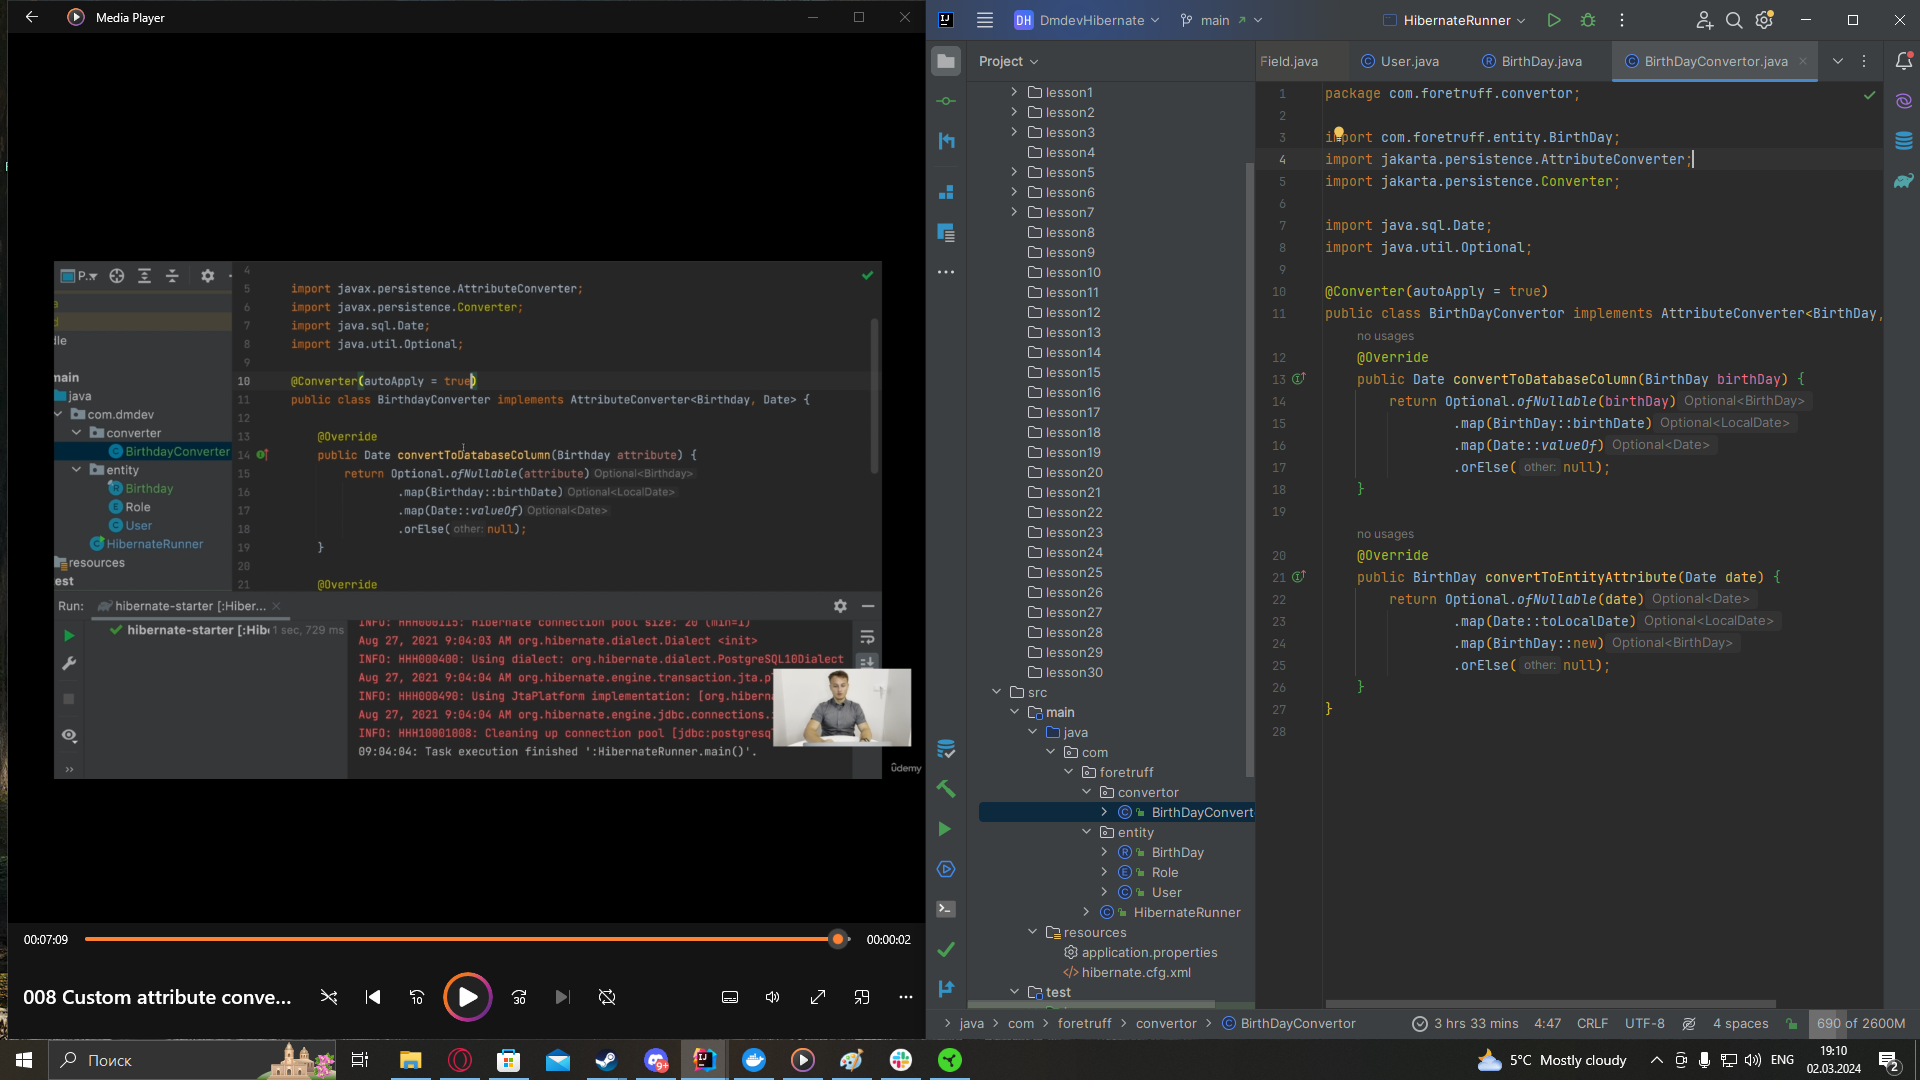 Media Player
P...
4
5 import javax.persistence.AttributeConverter;
6 import javax.persistence.Converter;
7 import java.sql.Date;
8 import java.util.Optional;
9
10 @Converter(autoApply = true)
11 public class BirthdayConverter implements AttributeConverter<Birthday, Date> {
12
13 @Override
14 public Date convertToDatabaseColumn(Birthday attribute) {
15 return Optional.ofNullable(attribute) Optional<Birthday>
16 .map(Birthday::birthDate) Optional<LocalDate>
17 .map(Date::valueOf) Optional<Date>
18 .orElse( other: null);
19 }
20
21 @Override
dle
main
java
com.dmdev
converter
BirthdayConverter
entity
Birthday
Role
User
HibernateRunner
resources
est
Run: hibernate-starter [:Hiber...
hibernate-starter [:Hib 1 sec, 729 ms
INFO: HHH000115: Hibernate connection pool size: 20 (min=1)
Aug 27, 2021 9:04:03 AM org.hibernate.dialect.Dialect <init>
INFO: HHH000400: Using dialect: org.hibernate.dialect.PostgreSQL10Dialect
Aug 27, 2021 9:04:04 AM org.hibernate.engine.transaction.jta.p
INFO: HHH000490: Using JtaPlatform implementation: [org.hiberna
Aug 27, 2021 9:04:04 AM org.hibernate.engine.jdbc.connections.
INFO: HHH10001008: Cleaning up connection pool [jdbc:postgresq
09:04:04: Task execution finished ':HibernateRunner.main()'.
ûdemy
00:07:09
00:00:02
008 Custom attribute conve...
10
30
DH DmdevHibernate
main
HibernateRunner
Project
lesson1
lesson2
lesson3
lesson4
lesson5
lesson6
lesson7
lesson8
lesson9
lesson10
lesson11
lesson12
lesson13
lesson14
lesson15
lesson16
lesson17
lesson18
lesson19
lesson20
lesson21
lesson22
lesson23
lesson24
lesson25
lesson26
lesson27
lesson28
lesson29
lesson30
src
main
java
com
foretruff
convertor
BirthDayConvert
entity
BirthDay
Role
User
HibernateRunner
resources
application.properties
hibernate.cfg.xml
test
Field.java
User.java
BirthDay.java
BirthDayConvertor.java
1 package com.foretruff.convertor;
2
3 import com.foretruff.entity.BirthDay;
4 import jakarta.persistence.AttributeConverter;
5 import jakarta.persistence.Converter;
6
7 import java.sql.Date;
8 import java.util.Optional;
9
10 @Converter(autoApply = true)
11 public class BirthDayConvertor implements AttributeConverter<BirthDay,
no usages
12 @Override
13 public Date convertToDatabaseColumn(BirthDay birthDay) {
14 return Optional.ofNullable(birthDay) Optional<BirthDay>
15 .map(BirthDay::birthDate) Optional<LocalDate>
16 .map(Date::valueOf) Optional<Date>
17 .orElse( other: null);
18 }
19
no usages
20 @Override
21 public BirthDay convertToEntityAttribute(Date date) {
22 return Optional.ofNullable(date) Optional<Date>
23 .map(Date::toLocalDate) Optional<LocalDate>
24 .map(BirthDay::new) Optional<BirthDay>
25 .orElse( other: null);
26 }
27 }
28
java > com > foretruff > convertor > BirthDayConvertor
3 hrs 33 mins
4:47
CRLF
UTF-8
4 spaces
690 of 2600M
Поиск
9+
5°C Mostly cloudy
ENG
19:10
02.03.2024
2